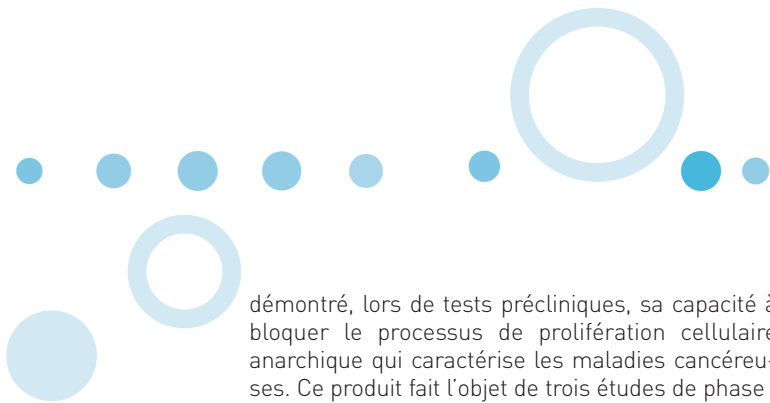 démontré, lors de tests précliniques, sa capacité à
bloquer le processus de prolifération cellulaire
anarchique qui caractérise les maladies cancéreu-
ses. Ce produit fait l’objet de trois études de phase